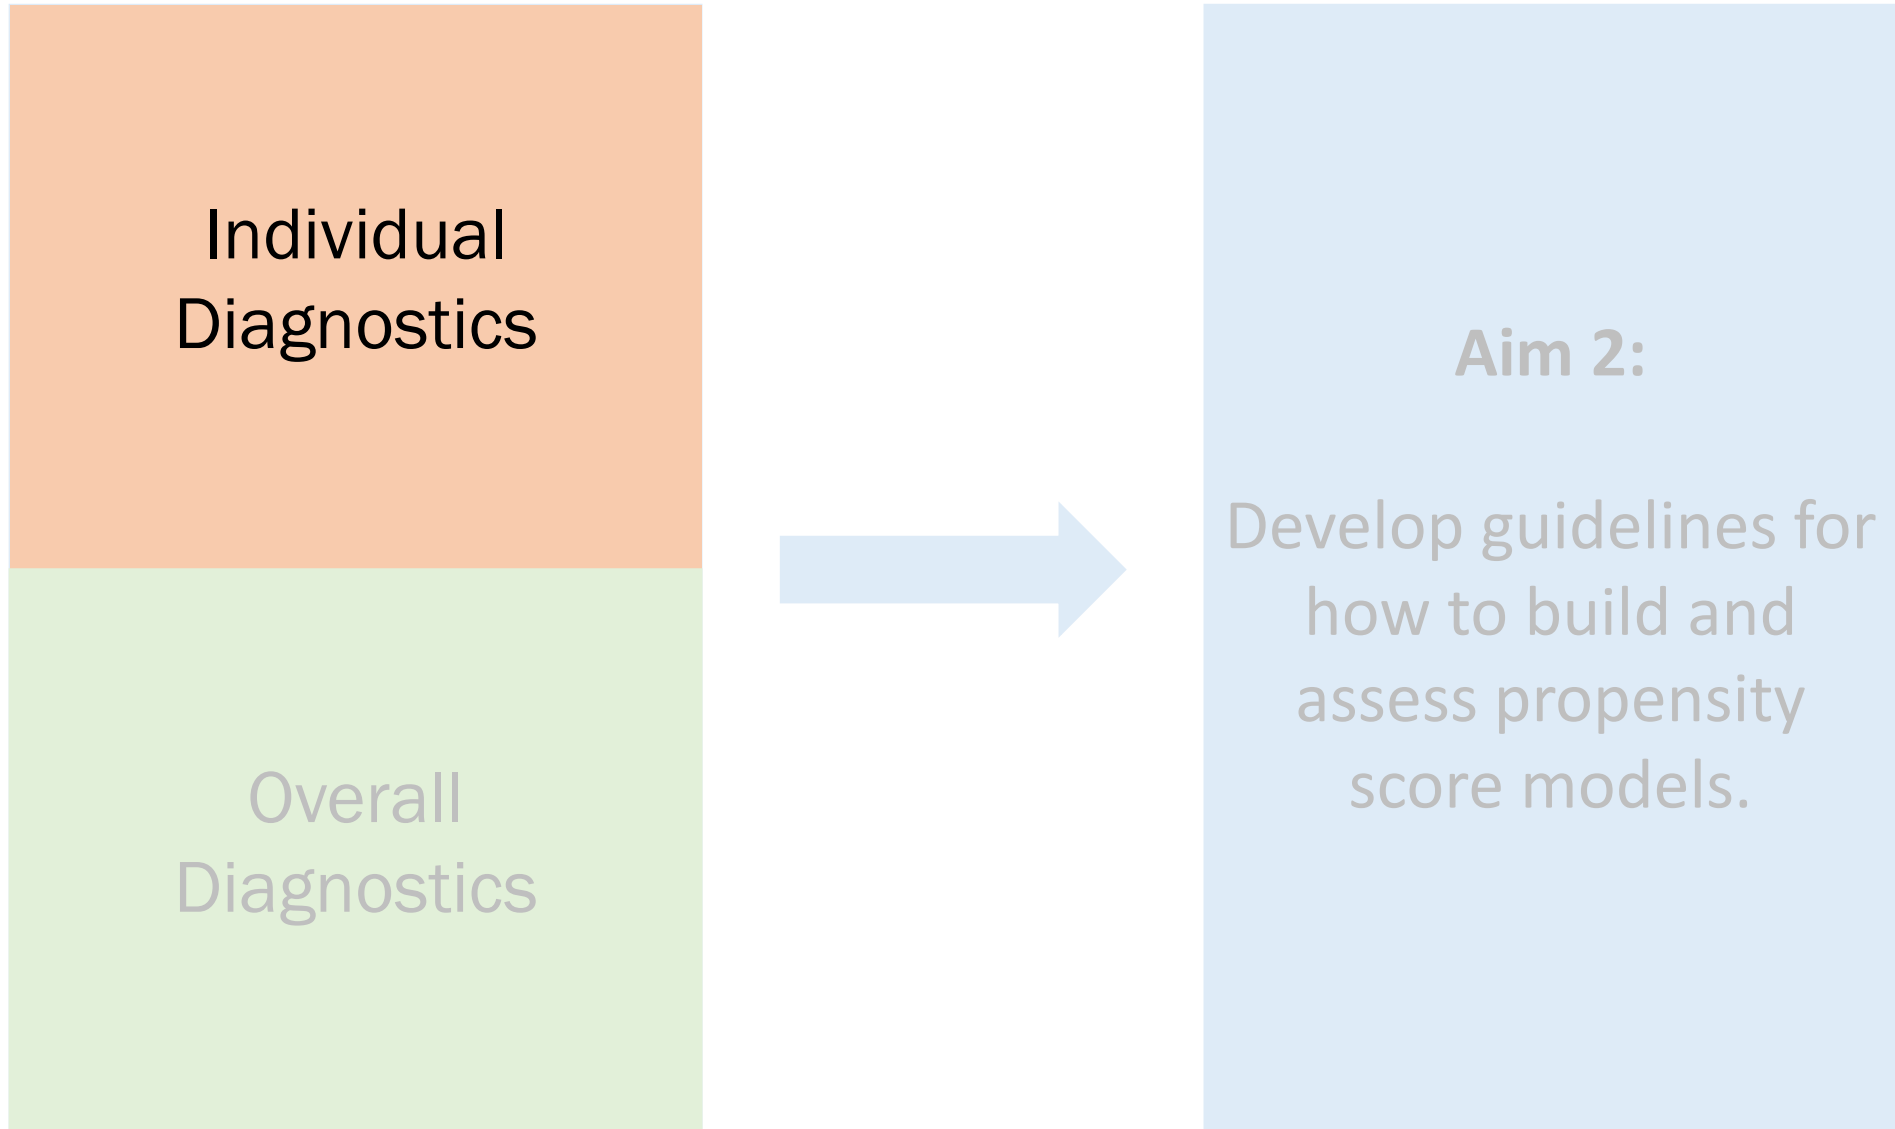 Individual
Diagnostics
Overall
Diagnostics
Aim 2:
Develop guidelines for
how to build and
assess propensity
score models.